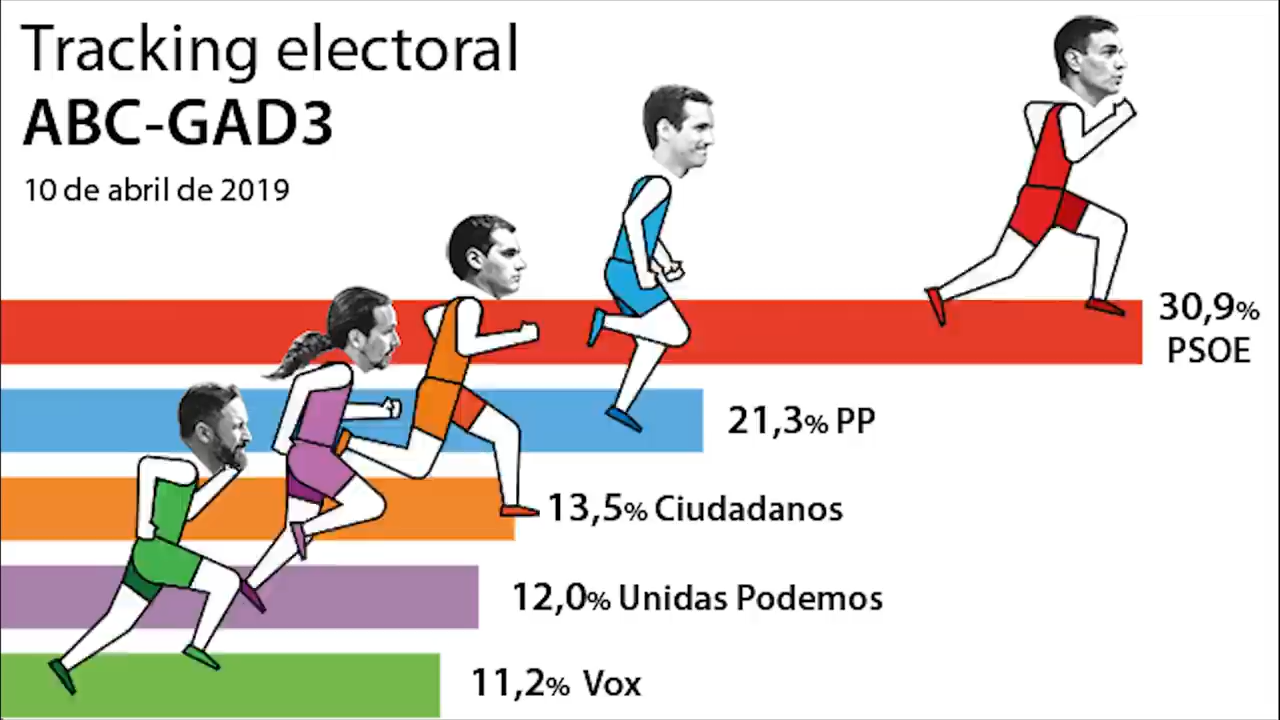 Tracking electoral
ABC-GAD3
10 de abril de 2019
30,9%
PSOE
21,3% PP
13,5% Ciudadanos
12,0% Unidas Podemos
11,2% Vox